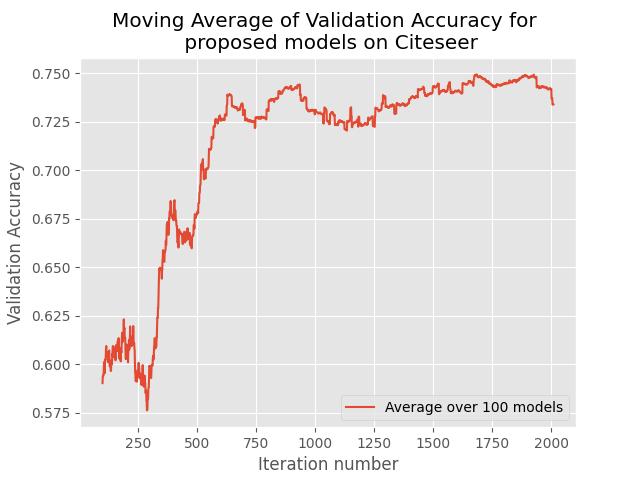 Moving Average of Validation Accuracy for
proposed models on Citeseer
0.750
0.725
0.700
0.675
0.650
0.625
0.600
0.575
Validation Accuracy
Average over 100 models
250 500 750 1000 1250 1500 1750 2000
Iteration number